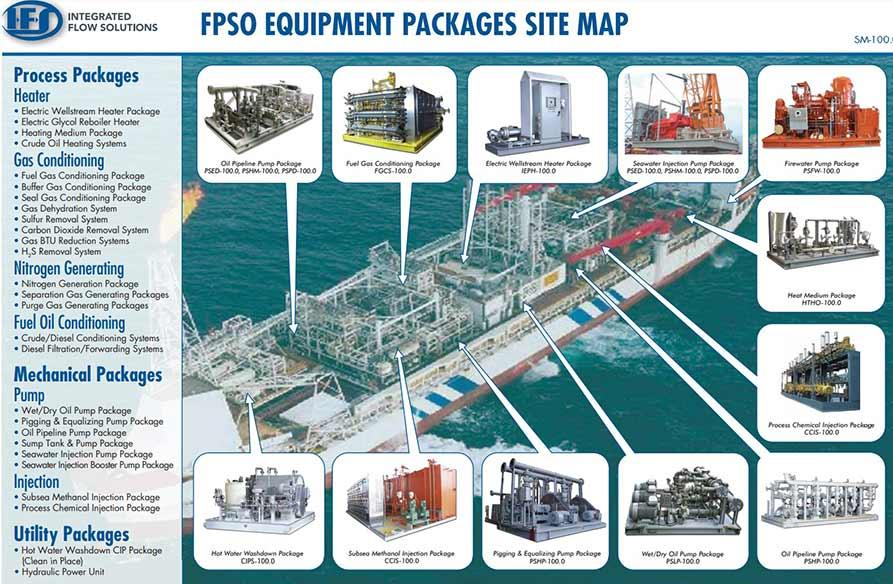 IFS
INTEGRATED
FLOW SOLUTIONS
FPSO EQUIPMENT PACKAGES SITE MAP
SM-100.0
Process Packages
Heater
• Electric Wellstream Heater Package
• Electric Glycol Reboiler Heater
• Heating Medium Package
• Crude Oil Heating Systems
Gas Conditioning
• Fuel Gas Conditioning Package
• Buffer Gas Conditioning Package
• Seal Gas Conditioning Package
• Gas Dehydration System
• Sulfur Removal System
• Carbon Dioxide Removal System
• Gas BTU Reduction Systems
• H₂S Removal System
Nitrogen Generating
• Nitrogen Generation Package
• Separation Gas Generating Packages
• Purge Gas Generating Packages
Fuel Oil Conditioning
• Crude/Diesel Conditioning Systems
• Diesel Filtration/Forwarding Systems
Mechanical Packages
Pump
• Wet/Dry Oil Pump Package
• Pigging & Equalizing Pump Package
• Oil Pipeline Pump Package
• Sump Tank & Pump Package
• Seawater Injection Pump Package
• Seawater Injection Booster Pump Package
Injection
• Subsea Methanol Injection Package
• Process Chemical Injection Package
Utility Packages
• Hot Water Washdown CIP Package
(Clean in Place)
• Hydraulic Power Unit
Oil Pipeline Pump Package
PSED-100.0, PSHM-100.0, PSPD-100.0
Fuel Gas Conditioning Package
FGCS-100.0
Electric Wellstream Heater Package
IEPH-100.0
Seawater Injection Pump Package
PSED-100.0, PSHM-100.0, PSPD-100.0
Firewater Pump Package
PSFW-100.0
Heat Medium Package
HTHO-100.0
Process Chemical Injection Package
CCIS-100.0
Hot Water Washdown Package
CIPS-100.0
Subsea Methanol Injection Package
CCIS-100.0
Pigging & Equalizing Pump Package
PSHP-100.0
Wet/Dry Oil Pump Package
PSLP-100.0
Oil Pipeline Pump Package
PSHP-100.0